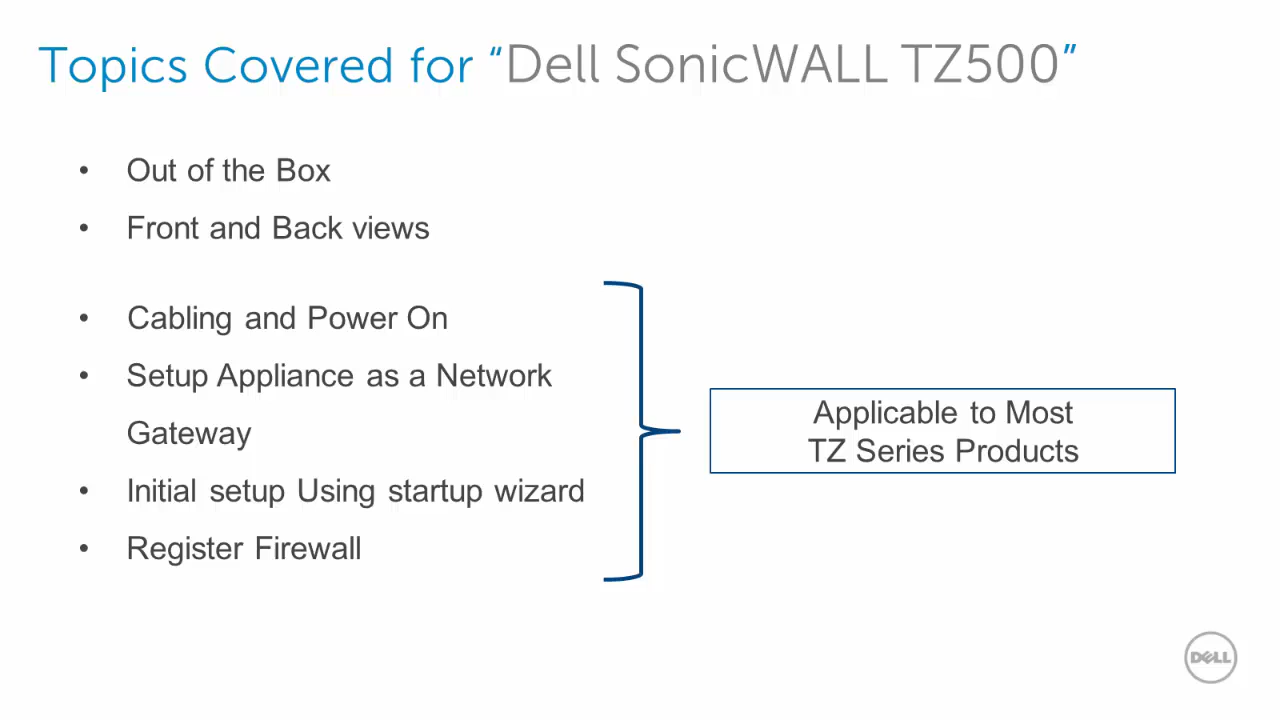 Topics Covered for “Dell SonicWALL TZ500”
• Out of the Box
• Front and Back views
• Cabling and Power On
• Setup Appliance as a Network
Gateway
• Initial setup Using startup wizard
• Register Firewall
Applicable to Most
TZ Series Products
DELL